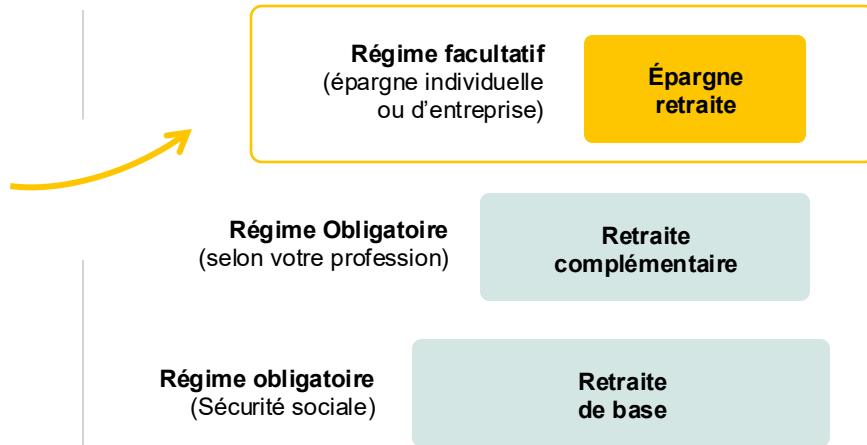 Régime facultatif
(épargne individuelle
ou d’entreprise)
Épargne
retraite
Régime Obligatoire
(selon votre profession)
Retraite
complémentaire
Régime obligatoire
(Sécurité sociale)
Retraite
de base